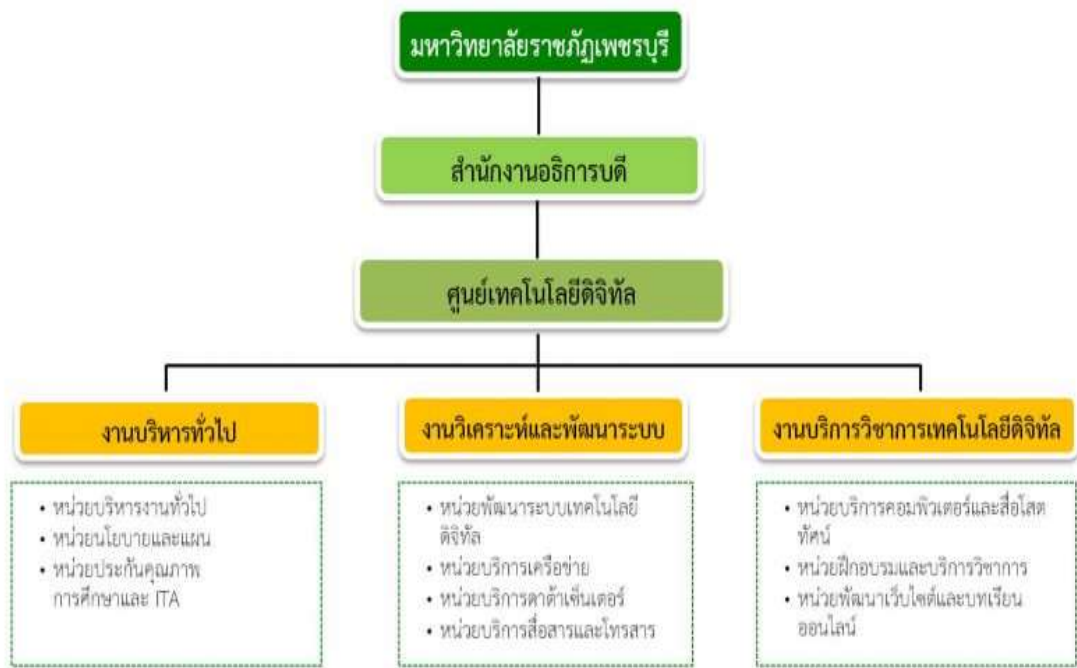 มหาวิทยาลัยราชภัฏเพชรบุรี
สำนักงานอธิการบดี
ศูนย์เทคโนโลยีดิจิทัล
งานบริหารทั่วไป
• หน่วยบริหารงานทั่วไป
• หน่วยนโยบายและแผน
• หน่วยประกันคุณภาพ
การศึกษาและ ITA
งานวิเคราะห์และพัฒนาระบบ
• หน่วยพัฒนาระบบเทคโนโลยี
ดิจิทัล
• หน่วยบริการเครือข่าย
• หน่วยบริการดาต้าเซ็นเตอร์
• หน่วยบริการสื่อสารและโทรสาร
งานบริการวิชาการเทคโนโลยีดิจิทัล
• หน่วยบริการคอมพิวเตอร์และสื่อโสต
ทัศน์
• หน่วยฝึกอบรมและบริการวิชาการ
• หน่วยพัฒนาเว็บไซต์และบทเรียน
ออนไลน์